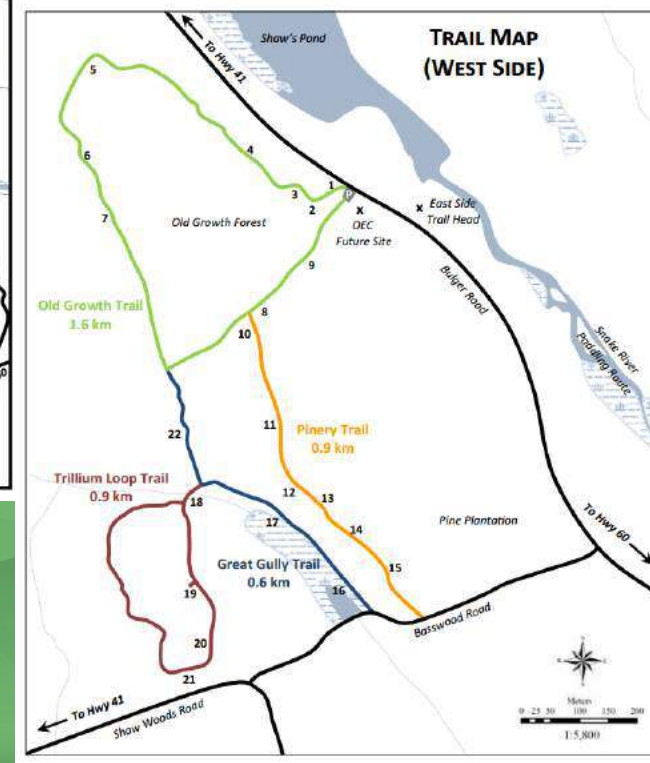 TRAIL MAP
(WEST SIDE)
To Hwy 41
Shaw's Pond
5
4
6
3
1
2
P
x
OEC
Future Site
x East Side
Trail Head
7
Old Growth Forest
9
Bulger Road
Old Growth Trail
1.6 km
8
10
Snake River
Paddling Route
22
11
Pinery Trail
0.9 km
Trillium Loop Trail
0.9 km
18
12
13
17
14
Pine Plantation
To Hwy 60
Great Gully Trail
0.6 km
15
19
16
Basswood Road
20
21
To Hwy 41
Shaw Woods Road
Meters
0 25 50 100 150 200
1:5,800